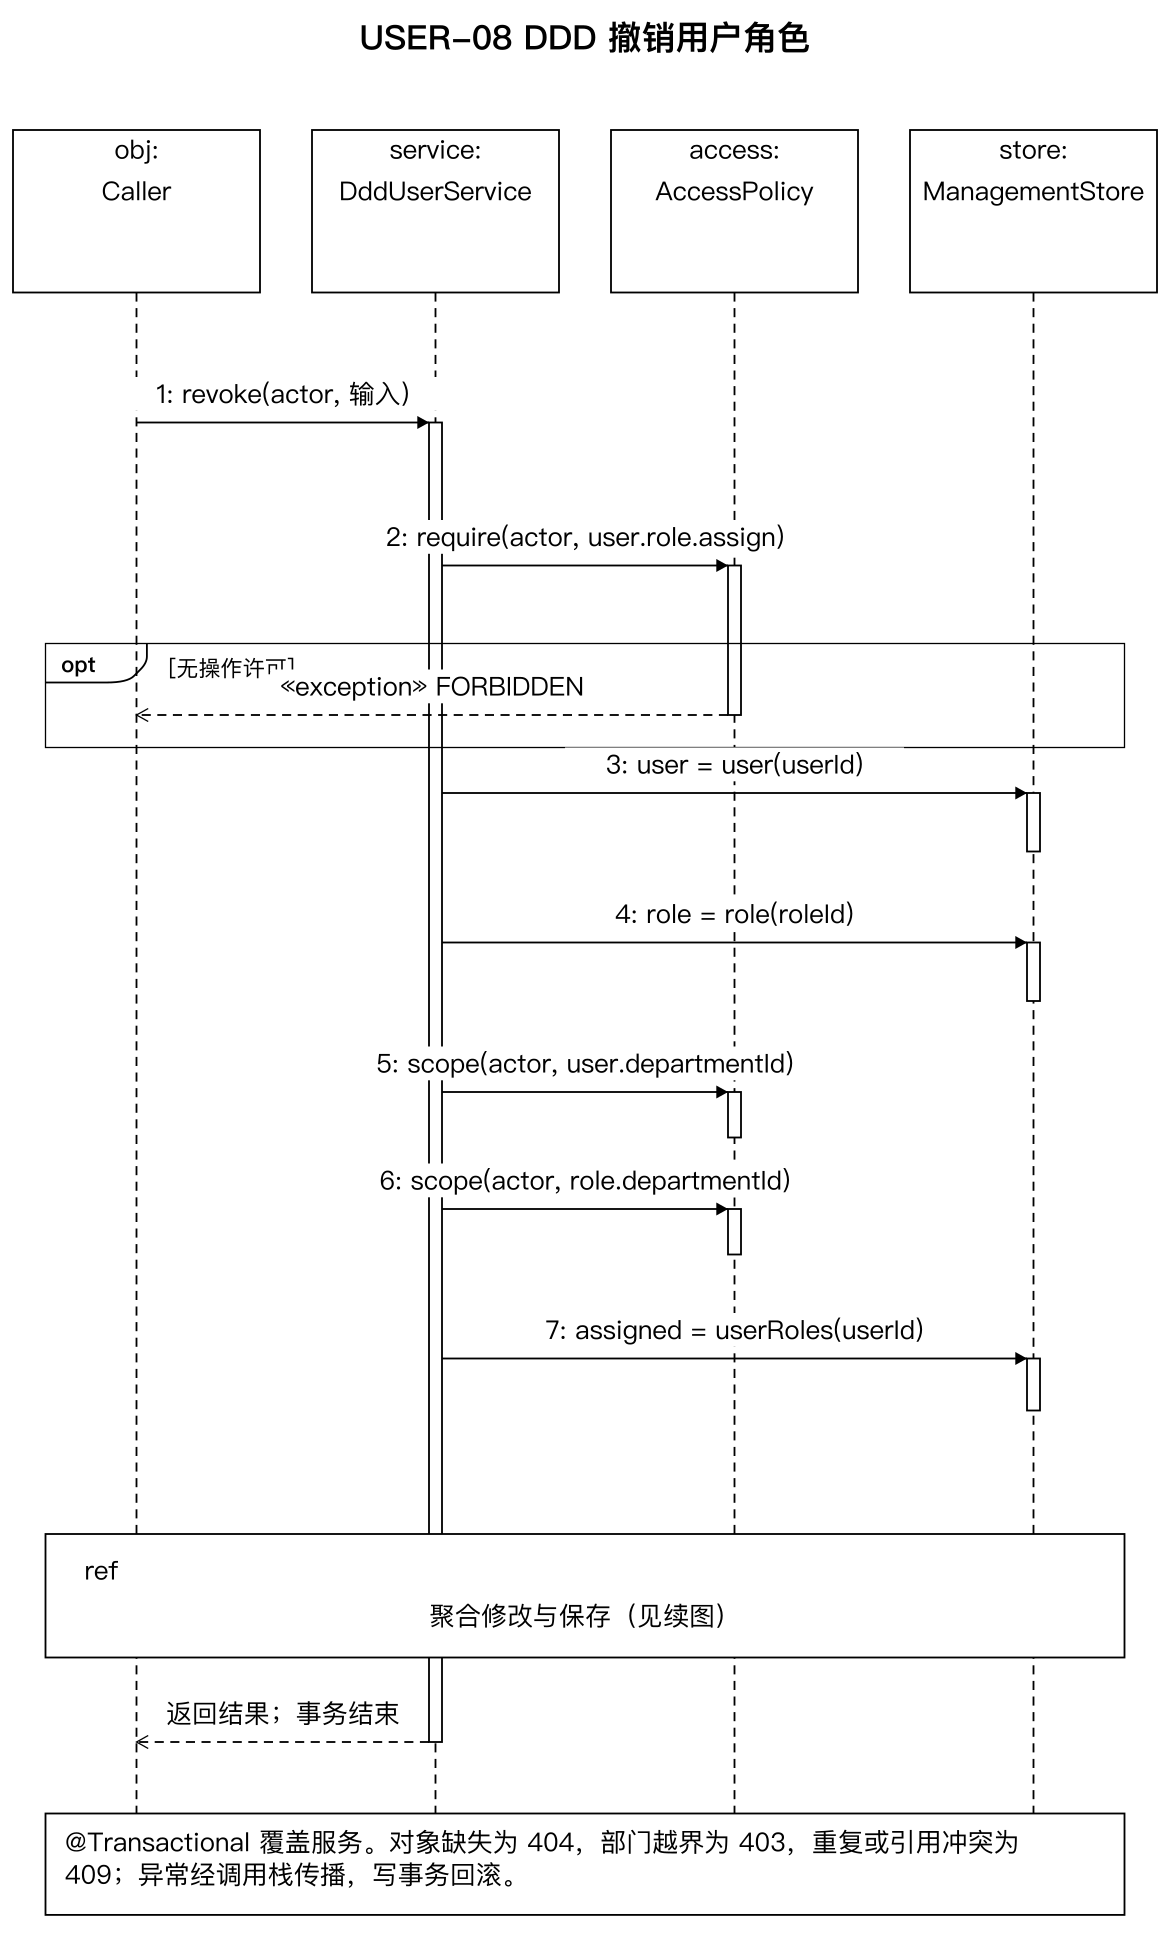 USER-08 DDD 撤销用户角色
obj:
Caller
service:
DddUserService
access:
AccessPolicy
store:
ManagementStore
1: revoke(actor, 输入)
2: require(actor, user.role.assign)
opt
[无操作许可]
«exception» FORBIDDEN
3: user = user(userId)
4: role = role(roleId)
5: scope(actor, user.departmentId)
6: scope(actor, role.departmentId)
7: assigned = userRoles(userId)
ref
聚合修改与保存（见续图）
返回结果；事务结束
@Transactional 覆盖服务。对象缺失为 404，部门越界为 403，重复或引用冲突为
409；异常经调用栈传播，写事务回滚。